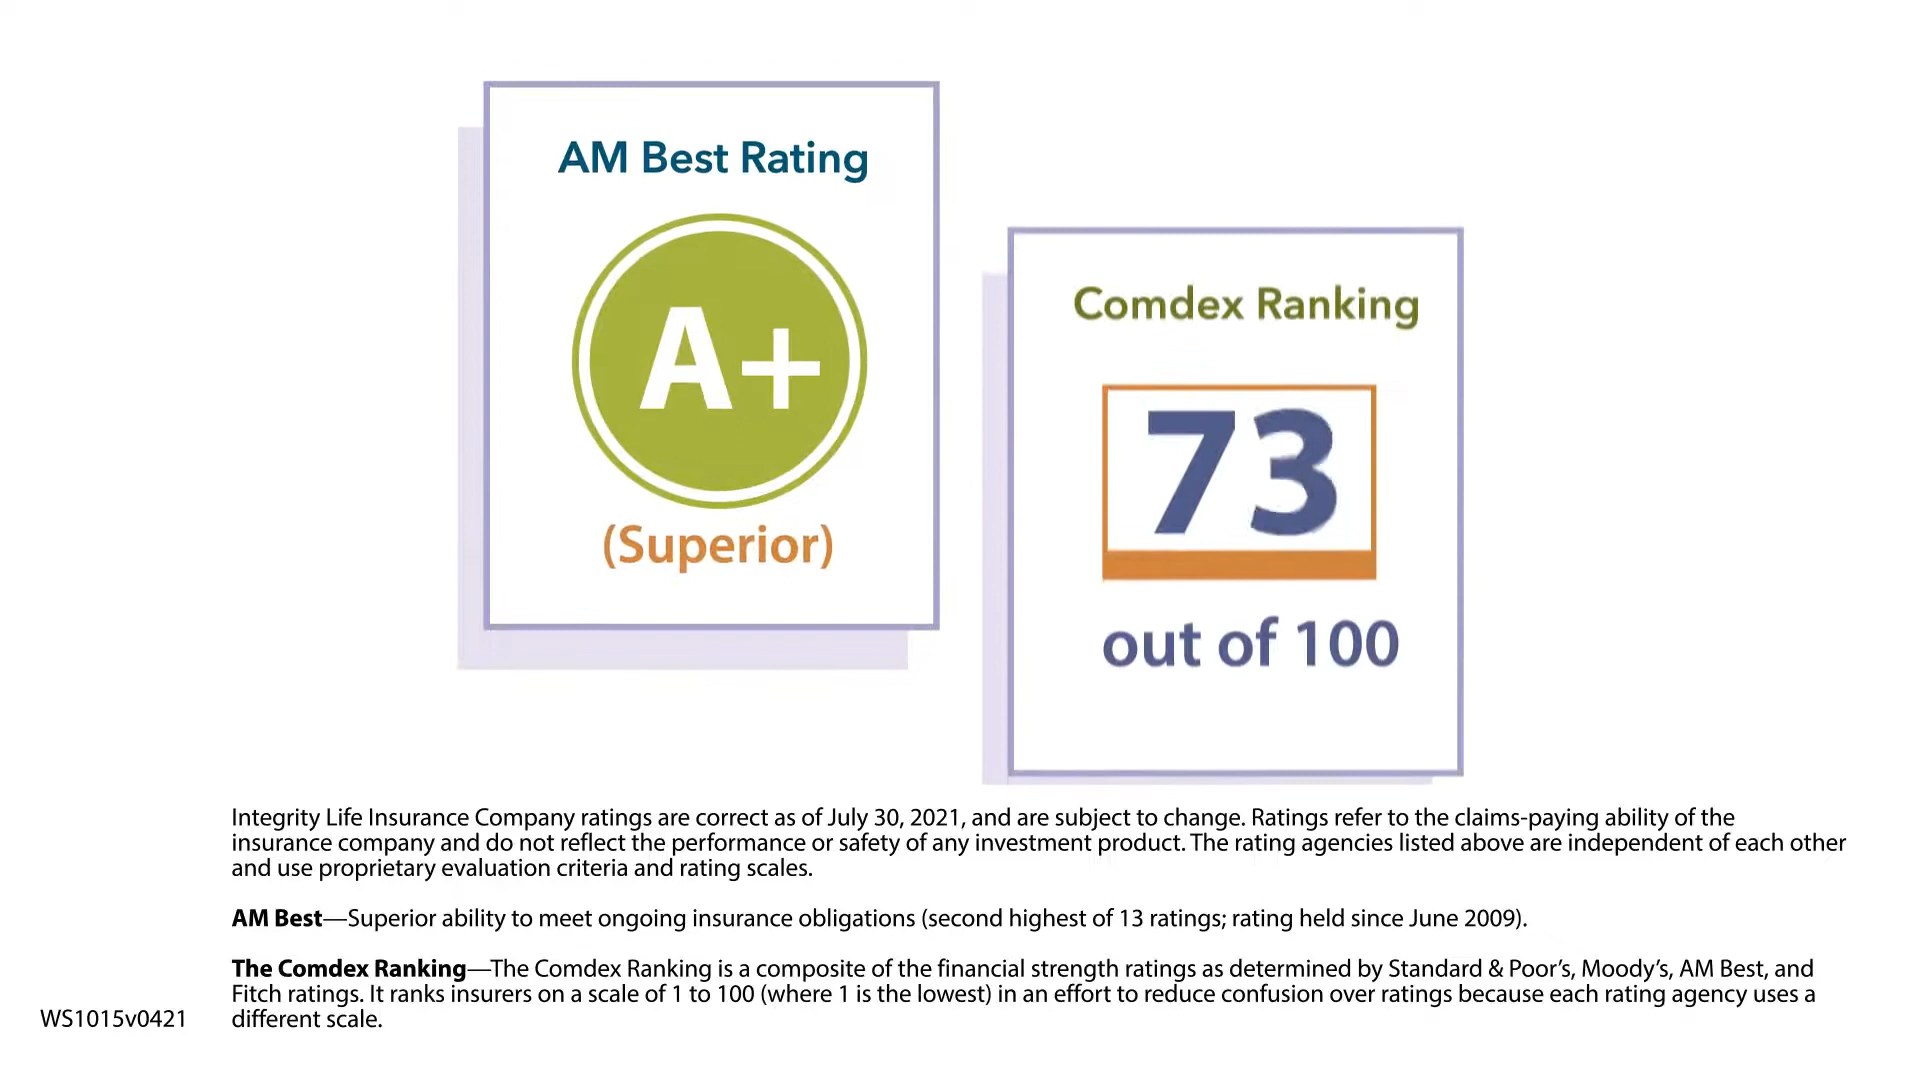 AM Best Rating
A+
(Superior)
Comdex Ranking
73
out of 100
Integrity Life Insurance Company ratings are correct as of July 30, 2021, and are subject to change. Ratings refer to the claims-paying ability of the
insurance company and do not reflect the performance or safety of any investment product. The rating agencies listed above are independent of each other
and use proprietary evaluation criteria and rating scales.
AM Best—Superior ability to meet ongoing insurance obligations (second highest of 13 ratings; rating held since June 2009).
The Comdex Ranking—The Comdex Ranking is a composite of the financial strength ratings as determined by Standard & Poor’s, Moody’s, AM Best, and
Fitch ratings. It ranks insurers on a scale of 1 to 100 (where 1 is the lowest) in an effort to reduce confusion over ratings because each rating agency uses a
different scale.
WS1015v0421